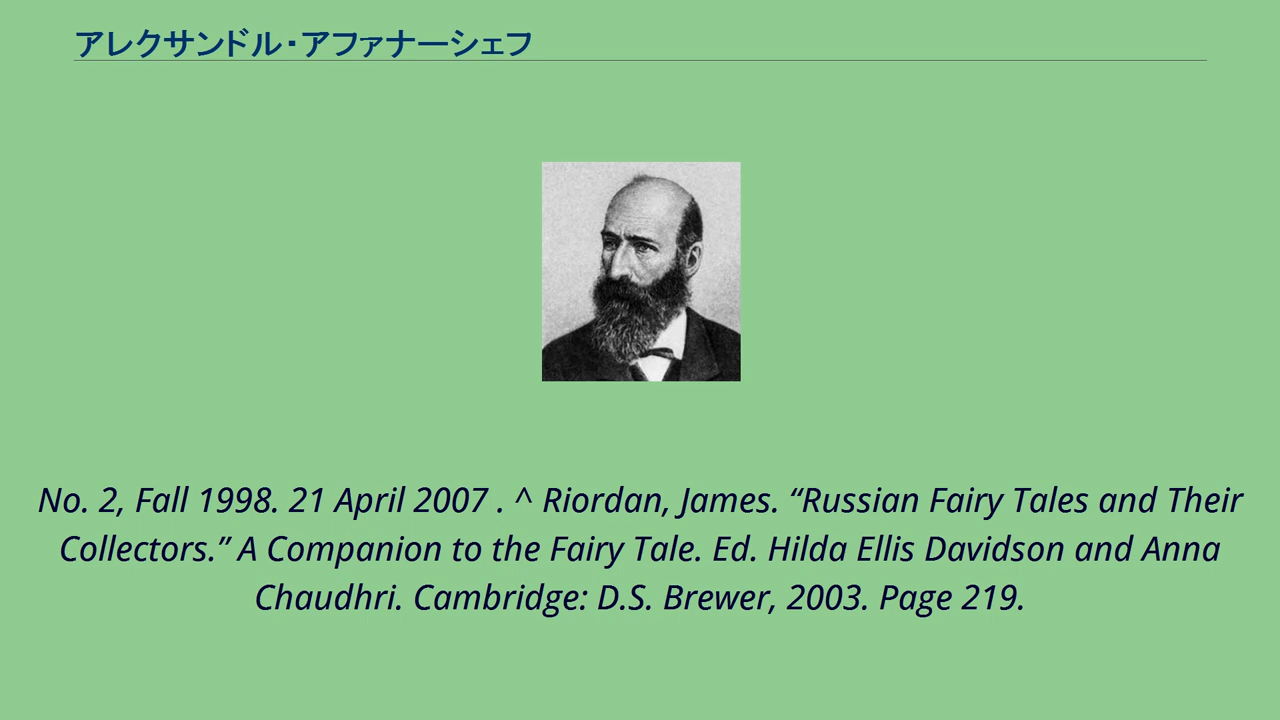 アレクサンドル・アファナーシェフ
No. 2, Fall 1998. 21 April 2007 . ^ Riordan, James. “Russian Fairy Tales and Their
Collectors.” A Companion to the Fairy Tale. Ed. Hilda Ellis Davidson and Anna
Chaudhri. Cambridge: D.S. Brewer, 2003. Page 219.